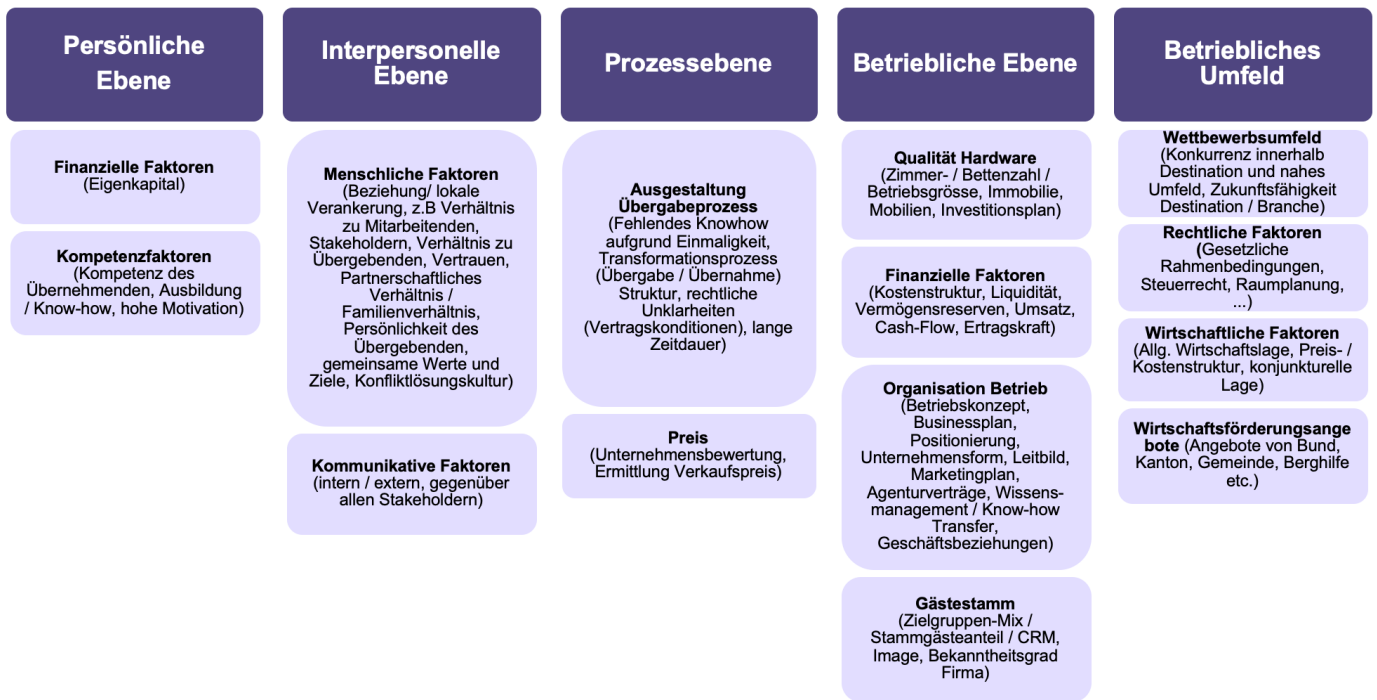 Persönliche
Ebene
Finanzielle Faktoren
(Eigenkapital)
Kompetenzfaktoren
(Kompetenz des
Übernehmenden, Ausbildung
/ Know-how, hohe Motivation)
Interpersonelle
Ebene
Menschliche Faktoren
(Beziehung/ lokale
Verankerung, z.B Verhältnis
zu Mitarbeitenden,
Stakeholdern, Verhältnis zu
Übergebenden, Vertrauen,
Partnerschaftliches
Verhältnis /
Familienverhältnis,
Persönlichkeit des
Übergebenden,
gemeinsame Werte und
Ziele, Konfliktlösungskultur)
Kommunikative Faktoren
(intern / extern, gegenüber
allen Stakeholdern)
Prozessebene
Ausgestaltung
Übergabeprozess
(Fehlendes Knowhow
aufgrund Einmaligkeit,
Transformationsprozess
(Übergabe / Übernahme)
Struktur, rechtliche
Unklarheiten
(Vertragskonditionen), lange
Zeitdauer)
Preis
(Unternehmensbewertung,
Ermittlung Verkaufspreis)
Betriebliche Ebene
Qualität Hardware
(Zimmer- / Bettenzahl /
Betriebsgrösse, Immobilie,
Mobilien, Investitionsplan)
Finanzielle Faktoren
(Kostenstruktur, Liquidität,
Vermögensreserven, Umsatz,
Cash-Flow, Ertragskraft)
Organisation Betrieb
(Betriebskonzept,
Businessplan,
Positionierung,
Unternehmensform, Leitbild,
Marketingplan,
Agenturverträge, Wissens-
management / Know-how
Transfer,
Geschäftsbeziehungen)
Gästestamm
(Zielgruppen-Mix /
Stammgästeanteil / CRM,
Image, Bekanntheitsgrad
Firma)
Betriebliches
Umfeld
Wettbewerbsumfeld
(Konkurrenz innerhalb
Destination und nahes
Umfeld, Zukunftsfähigkeit
Destination / Branche)
Rechtliche Faktoren
(Gesetzliche
Rahmenbedingungen,
Steuerrecht, Raumplanung,
...)
Wirtschaftliche Faktoren
(Allg. Wirtschaftslage, Preis- /
Kostenstruktur, konjunkturelle
Lage)
Wirtschaftsförderungsange
bote (Angebote von Bund,
Kanton, Gemeinde, Berghilfe
etc.)